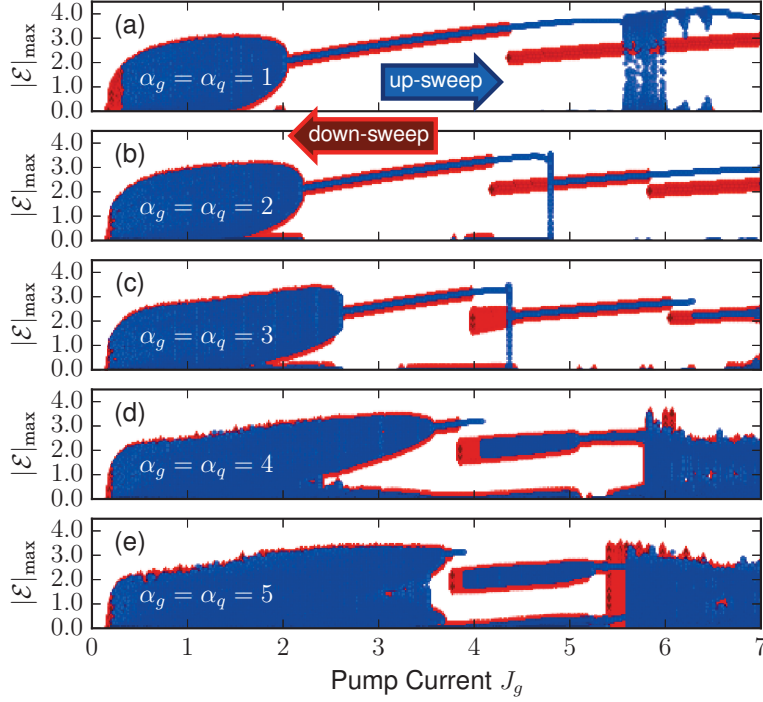 (a)
|ℰ|max
4.0
3.0
2.0
1.0
0.0
αg = αq = 1
up-sweep
down-sweep
(b)
|ℰ|max
4.0
3.0
2.0
1.0
0.0
αg = αq = 2
(c)
|ℰ|max
4.0
3.0
2.0
1.0
0.0
αg = αq = 3
(d)
|ℰ|max
4.0
3.0
2.0
1.0
0.0
αg = αq = 4
(e)
|ℰ|max
4.0
3.0
2.0
1.0
0.0
αg = αq = 5
0 1 2 3 4 5 6 7
Pump Current Jg